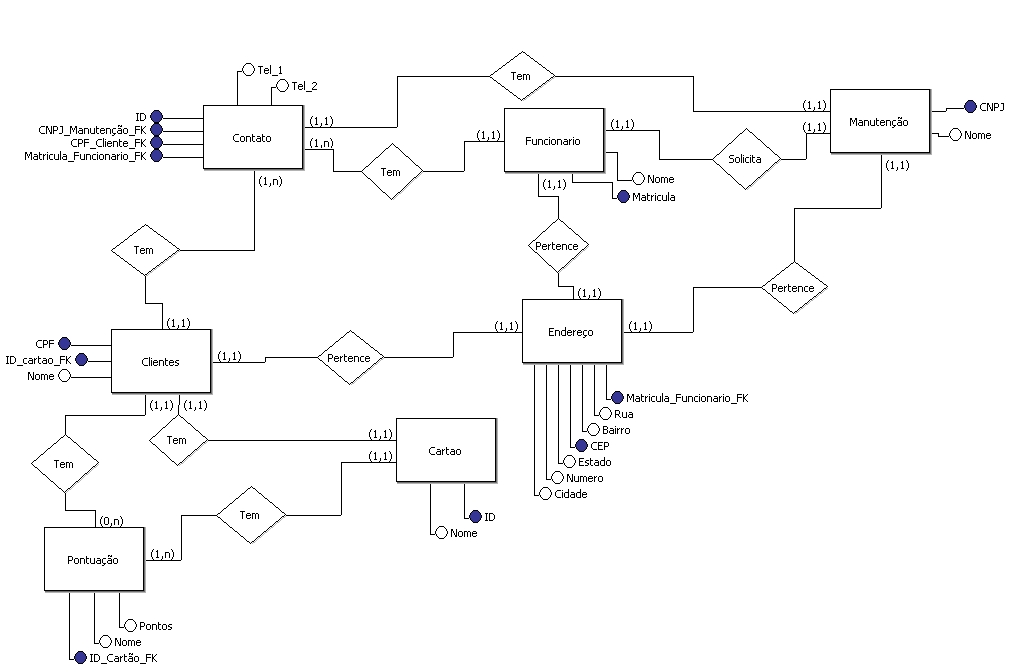 Tel_1
Tel_2
ID
CNPJ_Manutenção_FK
CPF_Cliente_FK
Matricula_Funcionario_FK
Contato
(1,1)
(1,n)
(1,n)
Tem
Tem
(1,1)
Funcionario
(1,1)
Nome
Matricula
(1,1)
Solicita
(1,1)
(1,1)
Manutenção
CNPJ
Nome
(1,1)
Tem
Pertence
Pertence
(1,1)
(1,1)
Endereço
(1,1)
(1,1)
CPF
ID_cartao_FK
Nome
Clientes
(1,1)
Pertence
(1,1)
(1,1)
Matricula_Funcionario_FK
Rua
Bairro
CEP
Estado
Numero
Cidade
Tem
Tem
(1,1)
(1,1)
Cartao
ID
Nome
Tem
(0,n)
(1,n)
Pontuação
Pontos
Nome
ID_Cartão_FK